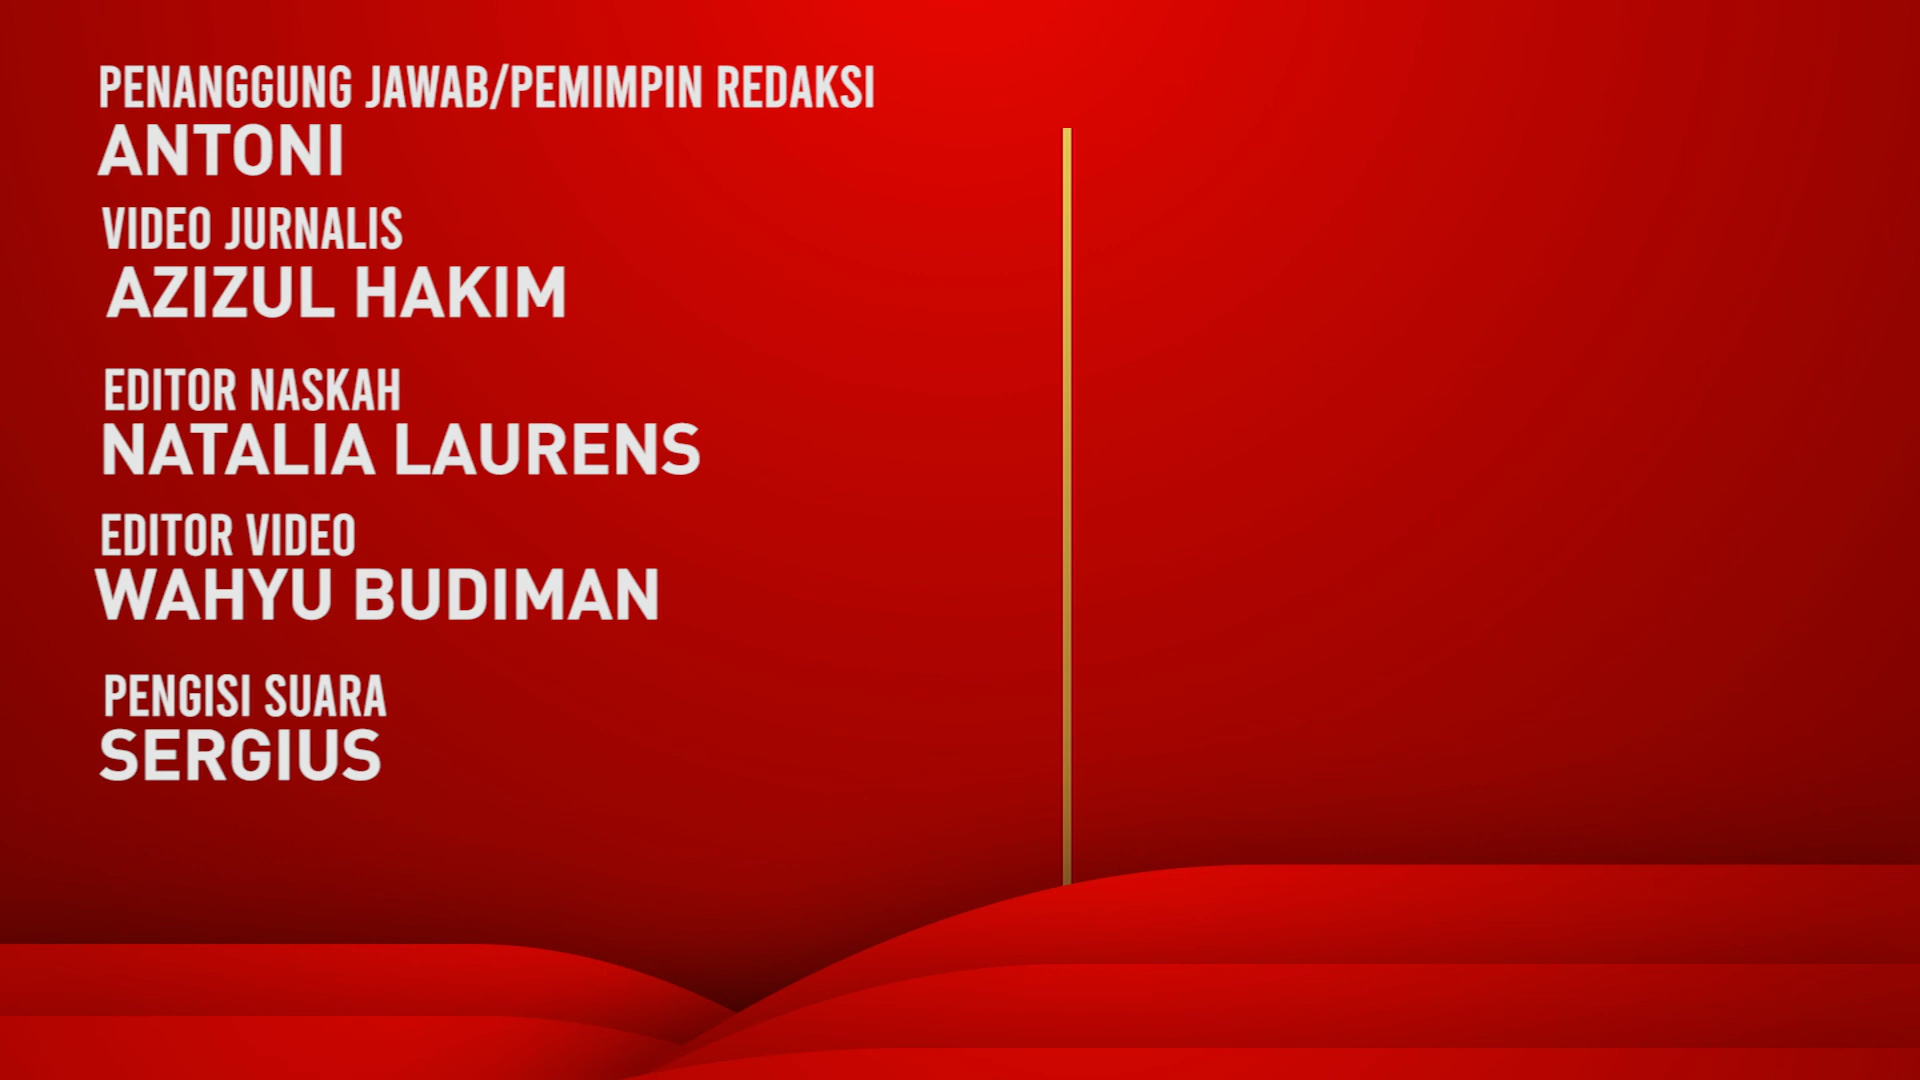 PENANGGUNG JAWAB/PEMIMPIN REDAKSI
ANTONI
VIDEO JURNALIS
AZIZUL HAKIM
EDITOR NASKAH
NATALIA LAURENS
EDITOR VIDEO
WAHYU BUDIMAN
PENGISI SUARA
SERGIUS